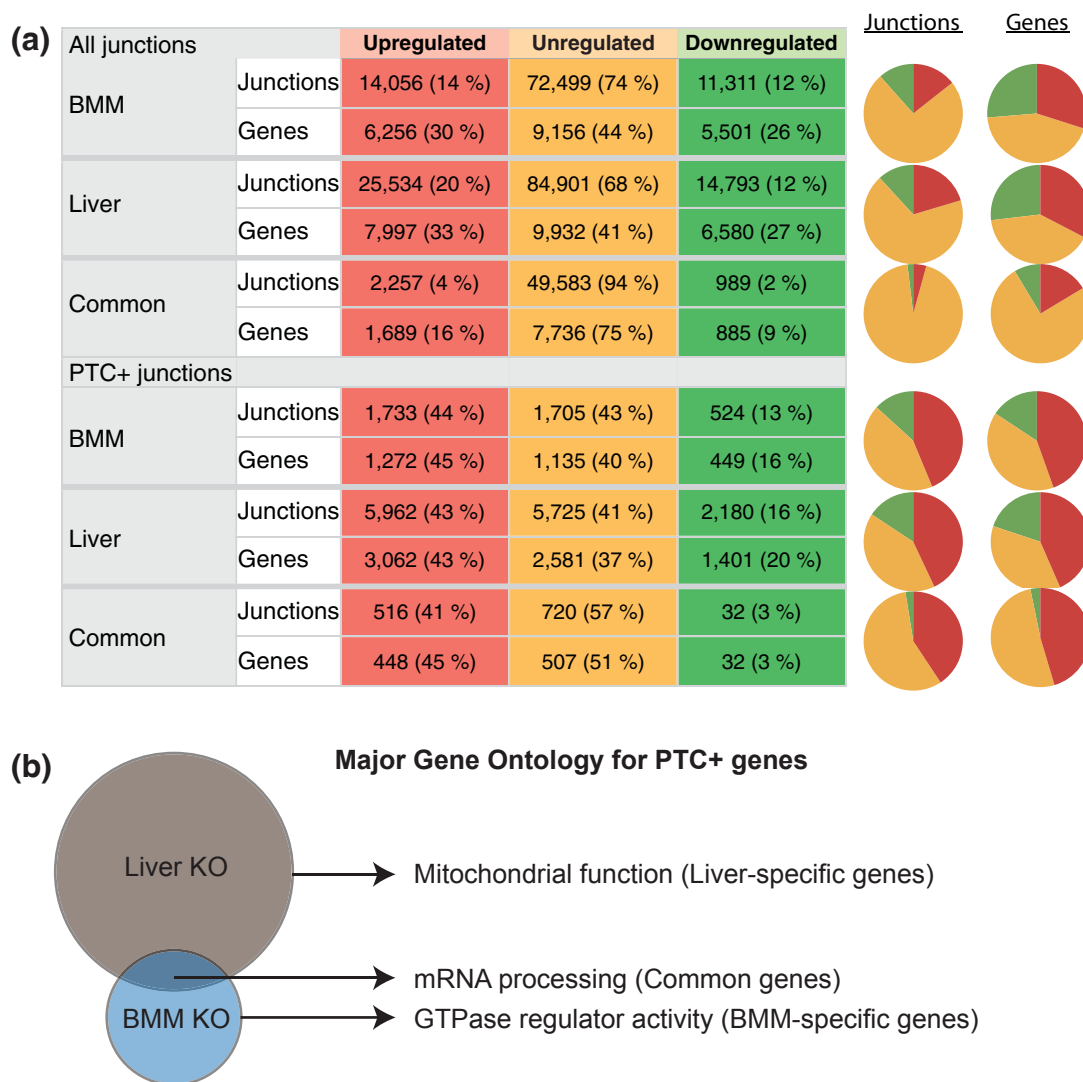 (a)
Junctions Genes
All junctions Upregulated Unregulated Downregulated
BMM
Junctions 14,056 (14 %) 72,499 (74 %) 11,311 (12 %)
Genes 6,256 (30 %) 9,156 (44 %) 5,501 (26 %)
Liver
Junctions 25,534 (20 %) 84,901 (68 %) 14,793 (12 %)
Genes 7,997 (33 %) 9,932 (41 %) 6,580 (27 %)
Common
Junctions 2,257 (4 %) 49,583 (94 %) 989 (2 %)
Genes 1,689 (16 %) 7,736 (75 %) 885 (9 %)
PTC+ junctions
BMM
Junctions 1,733 (44 %) 1,705 (43 %) 524 (13 %)
Genes 1,272 (45 %) 1,135 (40 %) 449 (16 %)
Liver
Junctions 5,962 (43 %) 5,725 (41 %) 2,180 (16 %)
Genes 3,062 (43 %) 2,581 (37 %) 1,401 (20 %)
Common
Junctions 516 (41 %) 720 (57 %) 32 (3 %)
Genes 448 (45 %) 507 (51 %) 32 (3 %)
(b)
Major Gene Ontology for PTC+ genes
Liver KO
Mitochondrial function (Liver-specific genes)
mRNA processing (Common genes)
BMM KO
GTPase regulator activity (BMM-specific genes)